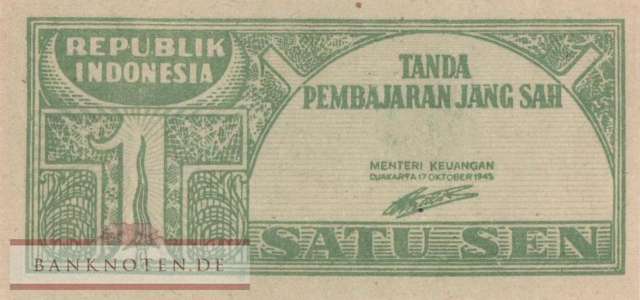 REPUBLIK
INDONESIA
TANDA
PEMBAJARAN JANG SAH
1
MENTERI KEUANGAN
DJAKARTA 17 OKTOBER 1945
SATU SEN
BANKNOTEN.DE